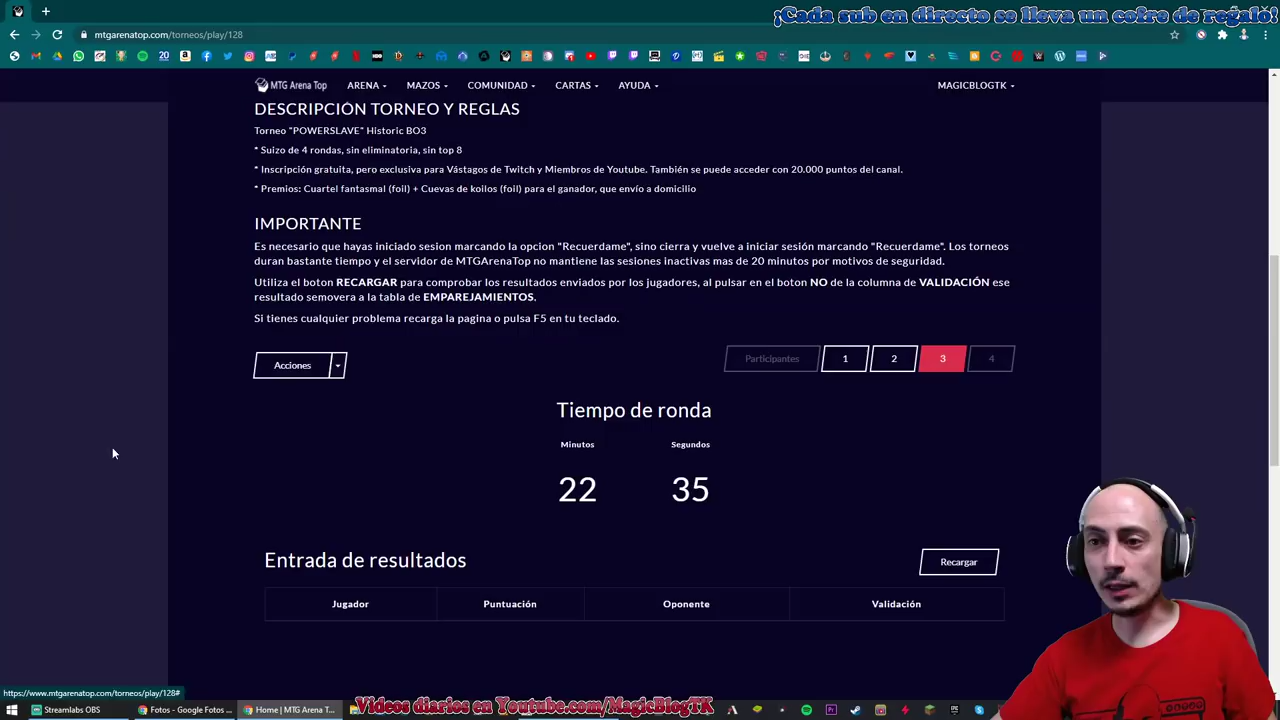 ¡Cada sub en directo se lleva un cofre de regalo!
mtgarenatop.com/torneos/play/128
MTG Arena Top
ARENA
MAZOS
COMUNIDAD
CARTAS
AYUDA
MAGICBLOGTK
DESCRIPCIÓN TORNEO Y REGLAS
Torneo "POWERSLAVE" Historic BO3
* Suizo de 4 rondas, sin eliminatoria, sin top 8
* Inscripción gratuita, pero exclusiva para Vástagos de Twitch y Miembros de Youtube. También se puede acceder con 20.000 puntos del canal.
* Premios: Cuartel fantasmal (foil) + Cuevas de koilos (foil) para el ganador, que envío a domicilio
IMPORTANTE
Es necesario que hayas iniciado sesion marcando la opcion "Recuerdame", sino cierra y vuelve a iniciar sesión marcando "Recuerdame". Los torneos
duran bastante tiempo y el servidor de MTGArenaTop no mantiene las sesiones inactivas mas de 20 minutos por motivos de seguridad.
Utiliza el boton RECARGAR para comprobar los resultados enviados por los jugadores, al pulsar en el boton NO de la columna de VALIDACIÓN ese
resultado semovera a la tabla de EMPAREJAMIENTOS.
Si tienes cualquier problema recarga la pagina o pulsa F5 en tu teclado.
Acciones
Participantes
1
2
3
4
Tiempo de ronda
Minutos
Segundos
22
35
Entrada de resultados
Recargar
Jugador
Puntuación
Oponente
Validación
https://www.mtgarenatop.com/torneos/play/128#
Streamlabs OBS
Fotos - Google Fotos ...
Home | MTG Arena T...
Videos diarios en Youtube.com/MagicBlogTK